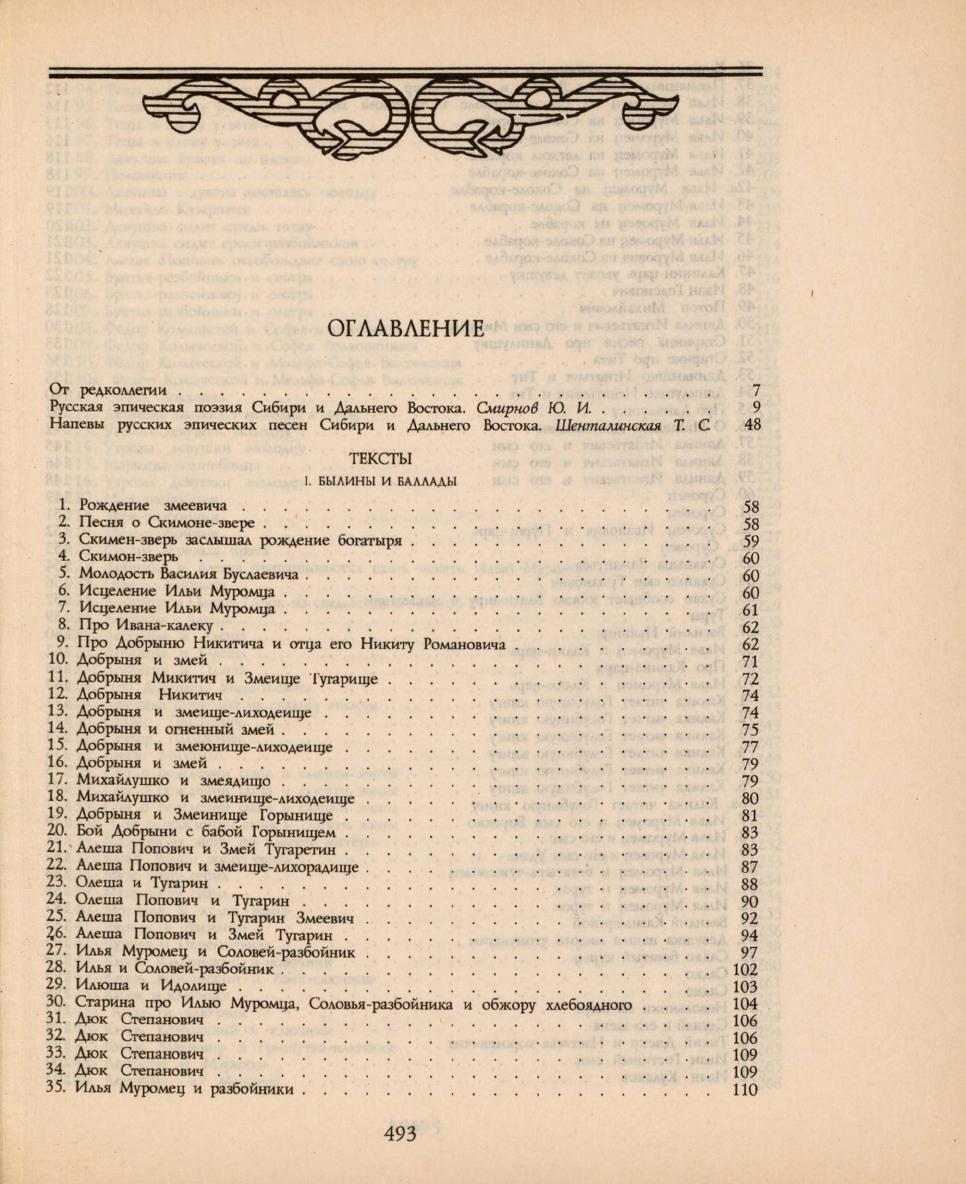 ОГЛАВЛЕНИЕ
От редколлегии . . . . . . . . . . . . . . . . . . . . . . . . . . 7
Русская эпическая поэзия Сибири и Дальнего Востока. Смирнов Ю. И. . . . . . . 9
Напевы русских эпических песен Сибири и Дальнего Востока. Шенталинская Т. С. 48
ТЕКСТЫ
I. БЫЛИНЫ И БАЛЛАДЫ
1. Рождение змеевича . . . . . . . . . . . . . . . . . . . . . . . 58
2. Песня о Скимоне-звере . . . . . . . . . . . . . . . . . . . . . . 58
3. Скимен-зверь заслышал рождение богатыря . . . . . . . . . . . . . . . 59
4. Скимон-зверь . . . . . . . . . . . . . . . . . . . . . . . . . 60
5. Молодость Василия Буслаевича . . . . . . . . . . . . . . . . . . . . 60
6. Исцеление Ильи Муромца . . . . . . . . . . . . . . . . . . . . . 60
7. Исцеление Ильи Муромца . . . . . . . . . . . . . . . . . . . . . 61
8. Про Ивана-калеку . . . . . . . . . . . . . . . . . . . . . . . . 62
9. Про Добрыню Никитича и отца его Никиту Романовича . . . . . . . . . . 62
10. Добрыня и змей . . . . . . . . . . . . . . . . . . . . . . . . 71
11. Добрыня Микитич и Змеище Тугарище . . . . . . . . . . . . . . . . 72
12. Добрыня Никитич . . . . . . . . . . . . . . . . . . . . . . . 74
13. Добрыня и змеище-лиходеище . . . . . . . . . . . . . . . . . . . 74
14. Добрыня и огненный змей . . . . . . . . . . . . . . . . . . . . . 75
15. Добрыня и змеюнище-лиходеище . . . . . . . . . . . . . . . . . . 77
16. Добрыня и змей . . . . . . . . . . . . . . . . . . . . . . . . 79
17. Михайлушко и змеядищо . . . . . . . . . . . . . . . . . . . . . 79
18. Михайлушко и змеинище-лиходеище . . . . . . . . . . . . . . . . . 80
19. Добрыня и Змеинище Горынище . . . . . . . . . . . . . . . . . . 81
20. Бой Добрыни с бабой Горынищем . . . . . . . . . . . . . . . . . . 83
21. Алеша Попович и Змей Тугаретин . . . . . . . . . . . . . . . . . . 83
22. Алеша Попович и змеище-лихорадище . . . . . . . . . . . . . . . . . 87
23. Олеша и Тугарин . . . . . . . . . . . . . . . . . . . . . . . . 88
24. Олеша Попович и Тугарин . . . . . . . . . . . . . . . . . . . . 90
25. Алеша Попович и Тугарин Змеевич . . . . . . . . . . . . . . . . . 92
26. Алеша Попович и Змей Тугарин . . . . . . . . . . . . . . . . . . 94
27. Илья Муромец и Соловей-разбойник . . . . . . . . . . . . . . . . . 97
28. Илья и Соловей-разбойник . . . . . . . . . . . . . . . . . . . . . 102
29. Илюша и Идолище . . . . . . . . . . . . . . . . . . . . . . . 103
30. Старина про Илью Муромца, Соловья-разбойника и обжору хлебоядного . . . . 104
31. Дюк Степанович . . . . . . . . . . . . . . . . . . . . . . . . 106
32. Дюк Степанович . . . . . . . . . . . . . . . . . . . . . . . . 106
33. Дюк Степанович . . . . . . . . . . . . . . . . . . . . . . . . 109
34. Дюк Степанович . . . . . . . . . . . . . . . . . . . . . . . . 109
35. Илья Муромец и разбойники . . . . . . . . . . . . . . . . . . . . 110
493